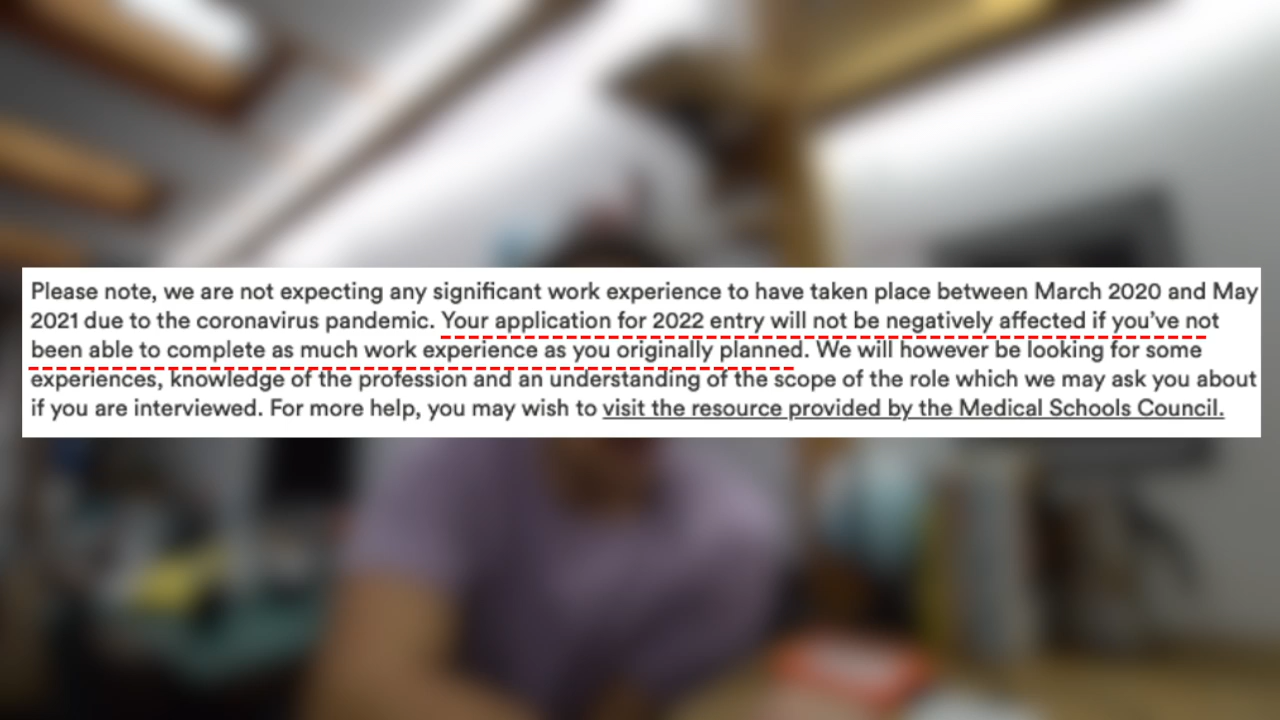 Please note, we are not expecting any significant work experience to have taken place between March 2020 and May
2021 due to the coronavirus pandemic. Your application for 2022 entry will not be negatively affected if you've not
been able to complete as much work experience as you originally planned. We will however be looking for some
experiences, knowledge of the profession and an understanding of the scope of the role which we may ask you about
if you are interviewed. For more help, you may wish to visit the resource provided by the Medical Schools Council.